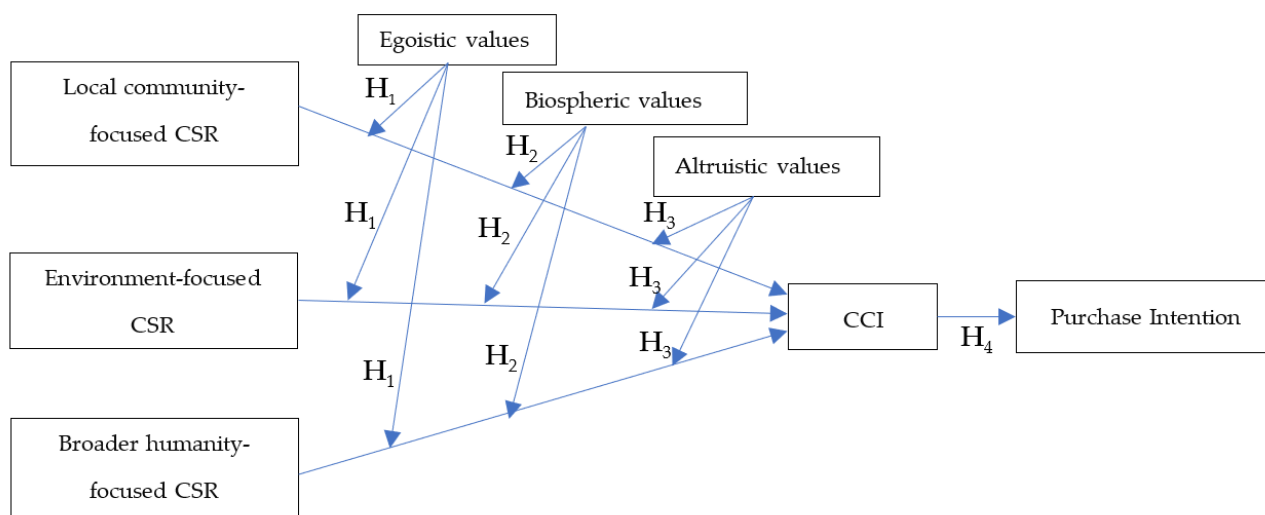 Egoistic values
Local community-
focused CSR
H₁
Biospheric values
H₂
Altruistic values
H₃
H₁
H₂
Environment-focused
CSR
H₃
CCI
H₄
Purchase Intention
H₃
H₂
H₁
Broader humanity-
focused CSR